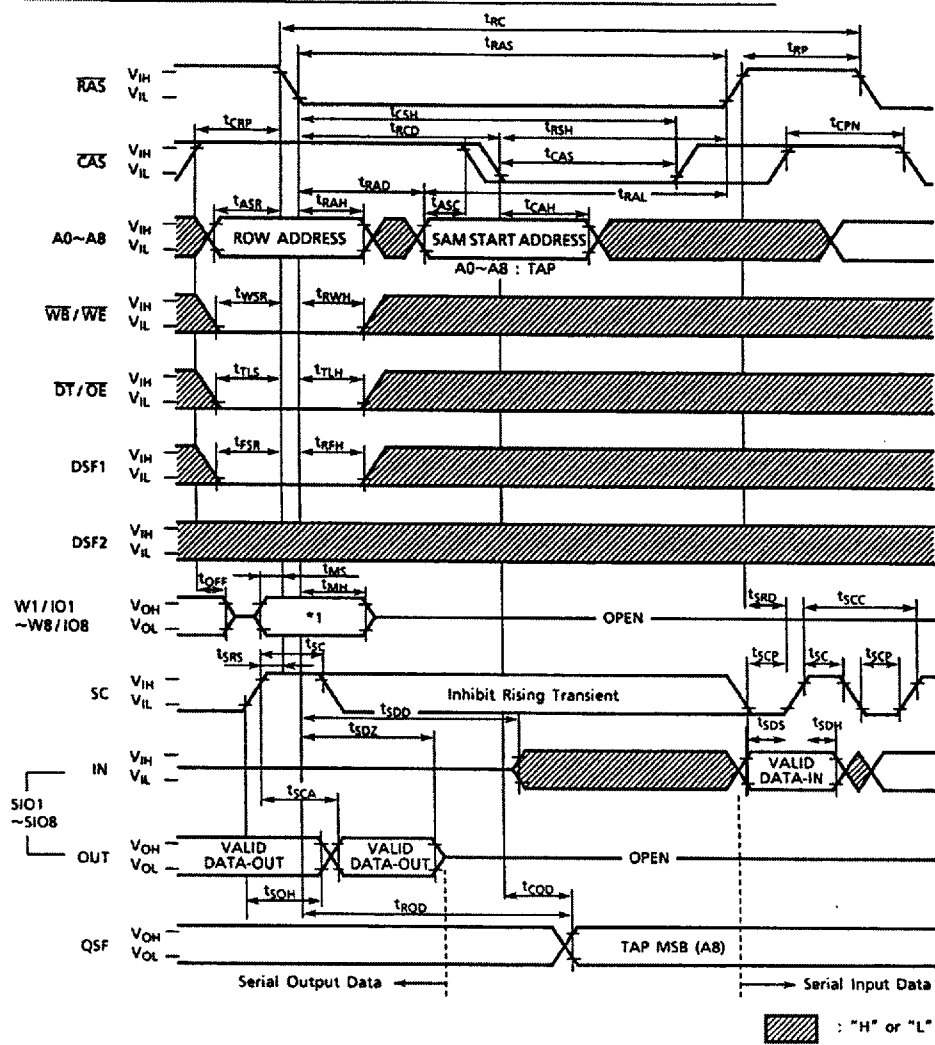 tRC
tRAS
tRP
RAS VIH VIL
tCSH
tCRP tRCD tRSH tCPN
CAS VIH VIL
tCAS
tRAD tRAL
tASR tRAH tASC tCAH
A0~A8 VIH VIL ROW ADDRESS SAM START ADDRESS
A0~A8 : TAP
tWSR tRWH
WB/WE VIH VIL
tTLS tTLH
DT/OE VIH VIL
tFSR tRFH
DSF1 VIH VIL
DSF2 VIH VIL
tOFF tMS
tMH
W1/IO1 ~W8/IO8 VOH VOL *1 OPEN
tSRD tSCC
tSRS tSC tSCP tSC tSCP
SC VIH VIL Inhibit Rising Transient
tSDD
tSDZ tSDS tSDH
IN VIH VIL VALID DATA-IN
SIO1 ~SIO8
tSCA
OUT VOH VOL VALID DATA-OUT VALID DATA-OUT OPEN
tSOH tCOD
tRQD
QSF VOH VOL TAP MSB (A8)
Serial Output Data Serial Input Data
: "H" or "L"